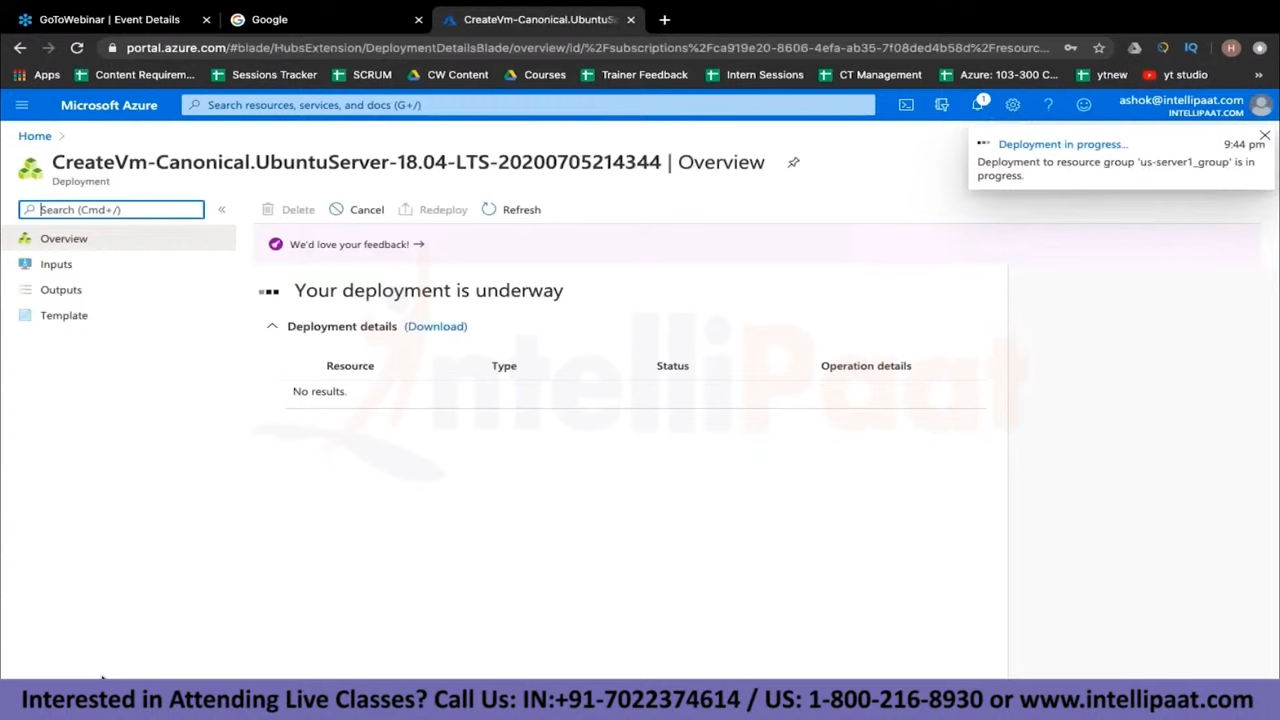 GoToWebinar | Event Details
Google
CreateVm-Canonical.UbuntuSe
portal.azure.com/#blade/HubsExtension/DeploymentDetailsBlade/overview/id/%2Fsubscriptions%2Fca919e20-8606-4efa-ab35-7f08ded4b58d%2Fresourc...
IQ
H
Apps
Content Requirem...
Sessions Tracker
SCRUM
CW Content
Courses
Trainer Feedback
Intern Sessions
CT Management
Azure: 103-300 C...
ytnew
yt studio
»
Microsoft Azure
Search resources, services, and docs (G+/)
1
ashok@intellipaat.com
INTELLIPAAT.COM
Home
Deployment in progress...
9:44 pm
Deployment to resource group 'us-server1_group' is in
progress.
CreateVm-Canonical.UbuntuServer-18.04-LTS-20200705214344 | Overview
Deployment
Search (Cmd+/)
«
Delete
Cancel
Redeploy
Refresh
Overview
Inputs
Outputs
Template
We'd love your feedback! →
Your deployment is underway
Deployment details (Download)
Resource
Type
Status
Operation details
No results.
IntelliPaat
Interested in Attending Live Classes? Call Us: IN:+91-7022374614 / US: 1-800-216-8930 or www.intellipaat.com